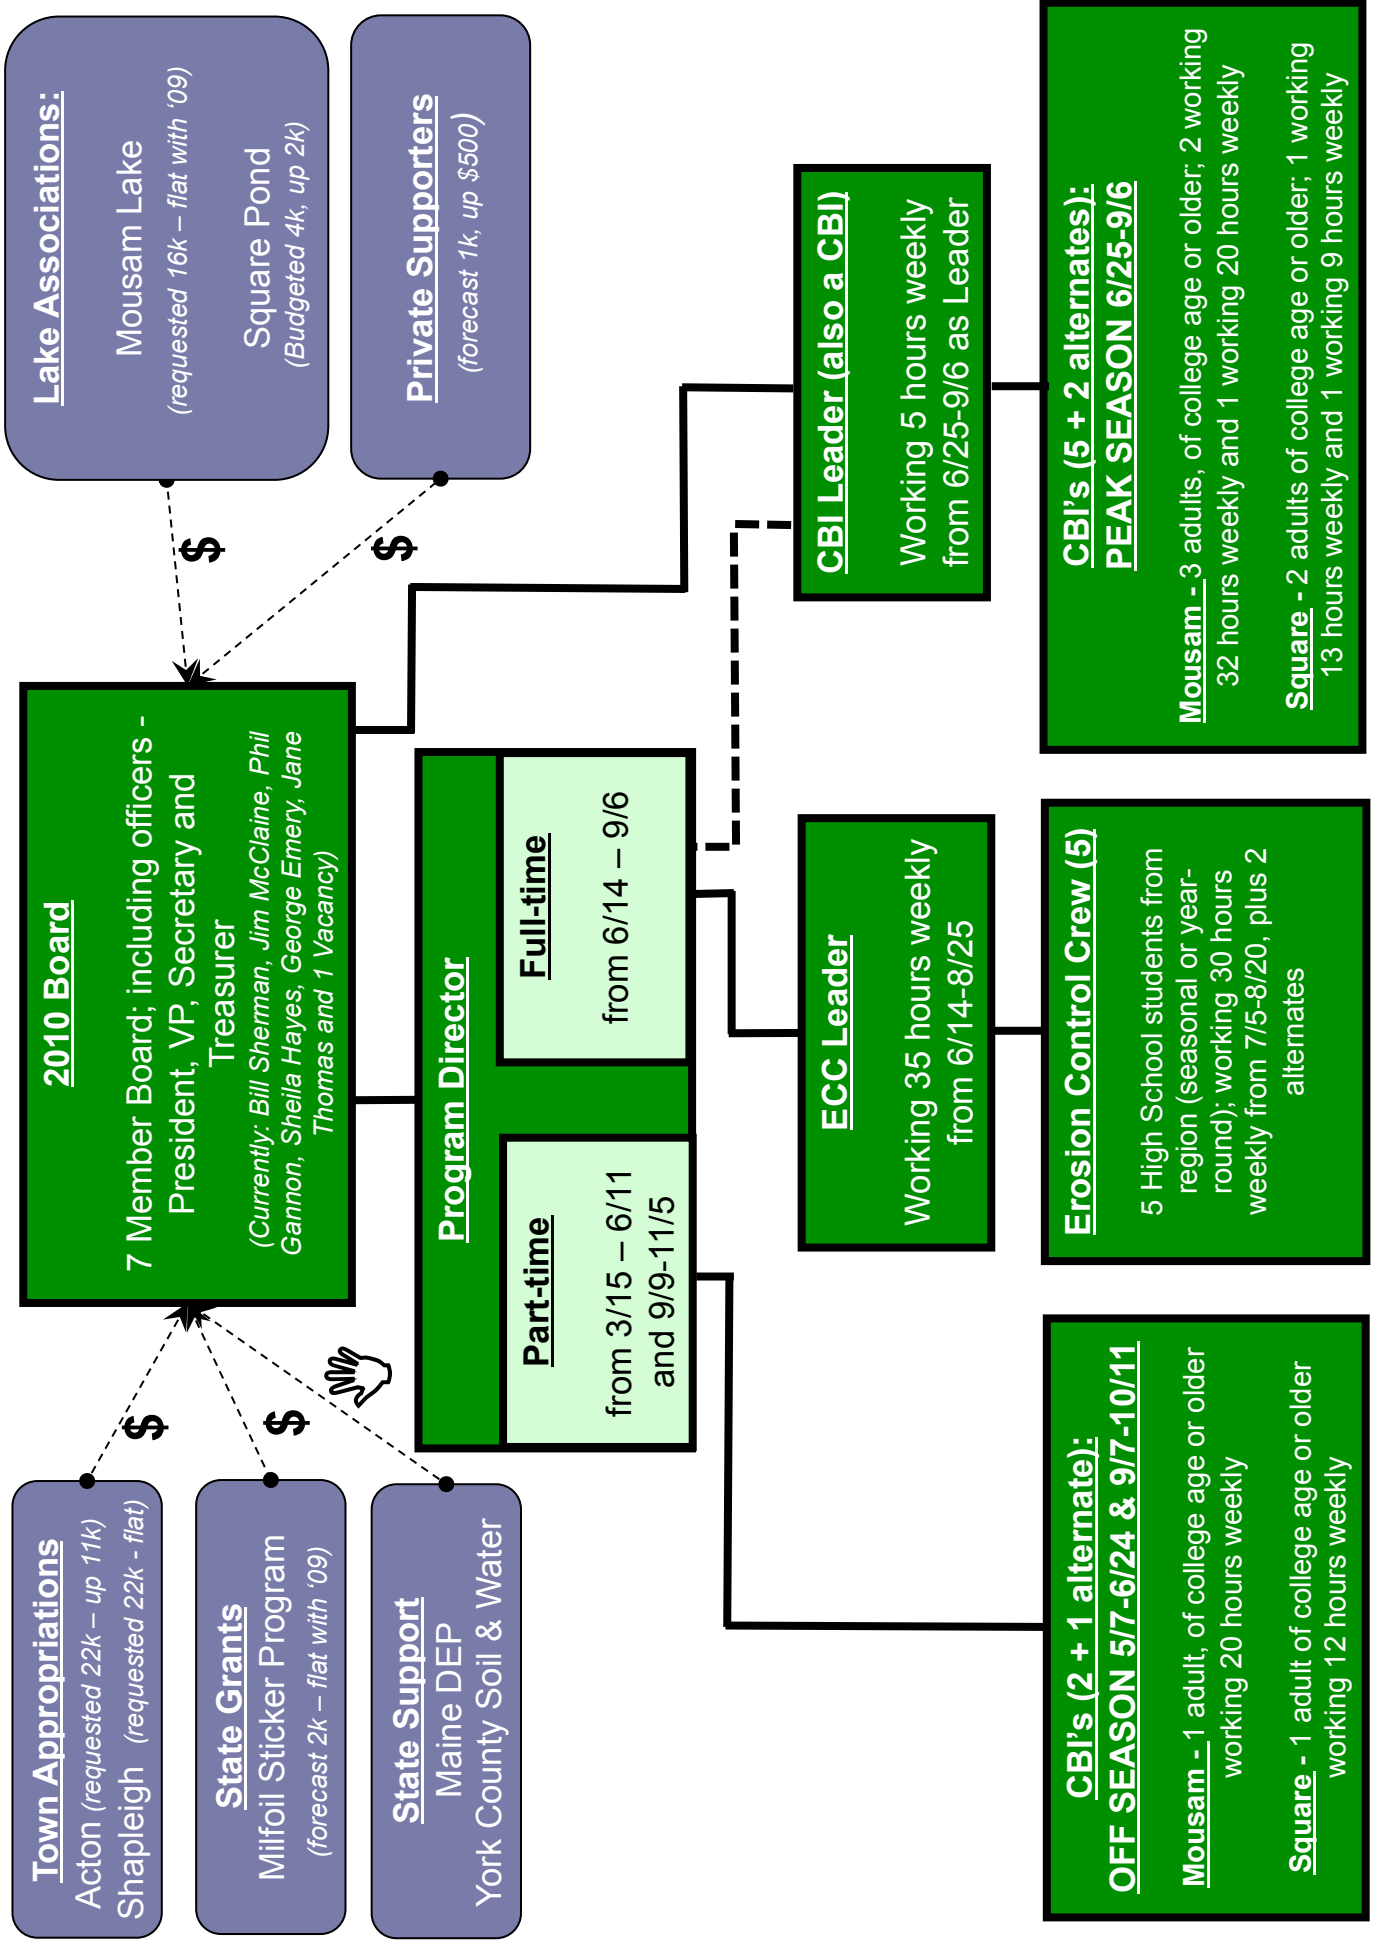 Town Appropriations
Acton (requested 22k – up 11k)
Shapleigh (requested 22k - flat)
State Grants
Milfoil Sticker Program
(forecast 2k – flat with ‘09)
State Support
Maine DEP
York County Soil & Water
$
$
2010 Board
7 Member Board; including officers -
President, VP, Secretary and
Treasurer
(Currently: Bill Sherman, Jim McClaine, Phil
Gannon, Sheila Hayes, George Emery, Jane
Thomas and 1 Vacancy)
$
$
Lake Associations:
Mousam Lake
(requested 16k – flat with ‘09)
Square Pond
(Budgeted 4k, up 2k)
Private Supporters
(forecast 1k, up $500)
Program Director
Part-time
from 3/15 – 6/11
and 9/9-11/5
Full-time
from 6/14 – 9/6
ECC Leader
Working 35 hours weekly
from 6/14-8/25
CBI Leader (also a CBI)
Working 5 hours weekly
from 6/25-9/6 as Leader
CBI’s (2 + 1 alternate):
OFF SEASON 5/7-6/24 & 9/7-10/11
Mousam - 1 adult, of college age or older
working 20 hours weekly
Square - 1 adult of college age or older
working 12 hours weekly
Erosion Control Crew (5)
5 High School students from
region (seasonal or year-
round); working 30 hours
weekly from 7/5-8/20, plus 2
alternates
CBI’s (5 + 2 alternates):
PEAK SEASON 6/25-9/6
Mousam - 3 adults, of college age or older; 2 working
32 hours weekly and 1 working 20 hours weekly
Square - 2 adults of college age or older; 1 working
13 hours weekly and 1 working 9 hours weekly